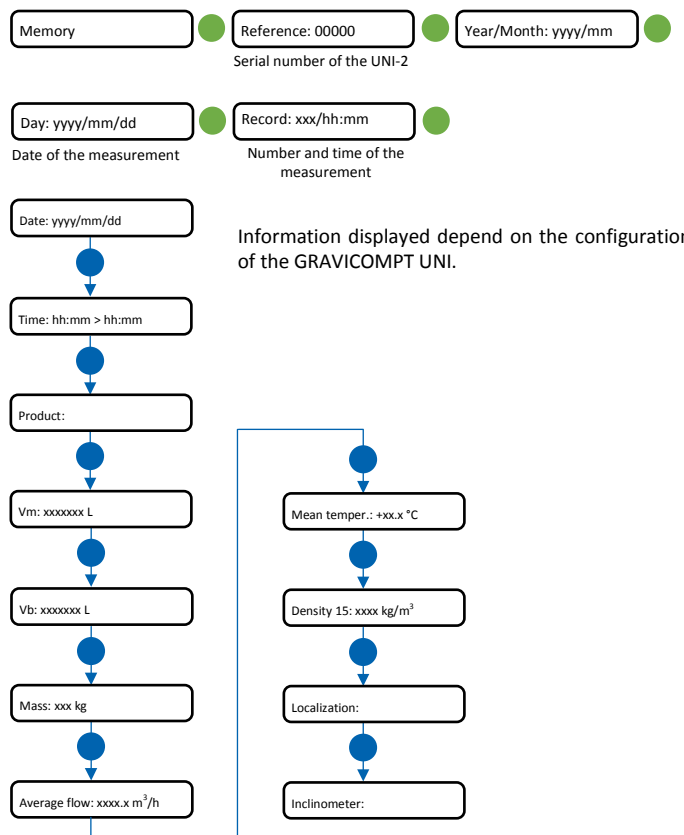 Memory
Reference: 00000
Year/Month: yyyy/mm
Serial number of the UNI-2
Day: yyyy/mm/dd
Record: xxx/hh:mm
Date of the measurement
Number and time of the
measurement
Date: yyyy/mm/dd
Information displayed depend on the configuration
of the GRAVICOMPT UNI.
Time: hh:mm > hh:mm
Product:
Vm: xxxxxxx L
Vb: xxxxxxx L
Mass: xxx kg
Average flow: xxxx.x m³/h
Mean temper.: +xx.x °C
Density 15: xxxx kg/m³
Localization:
Inclinometer: